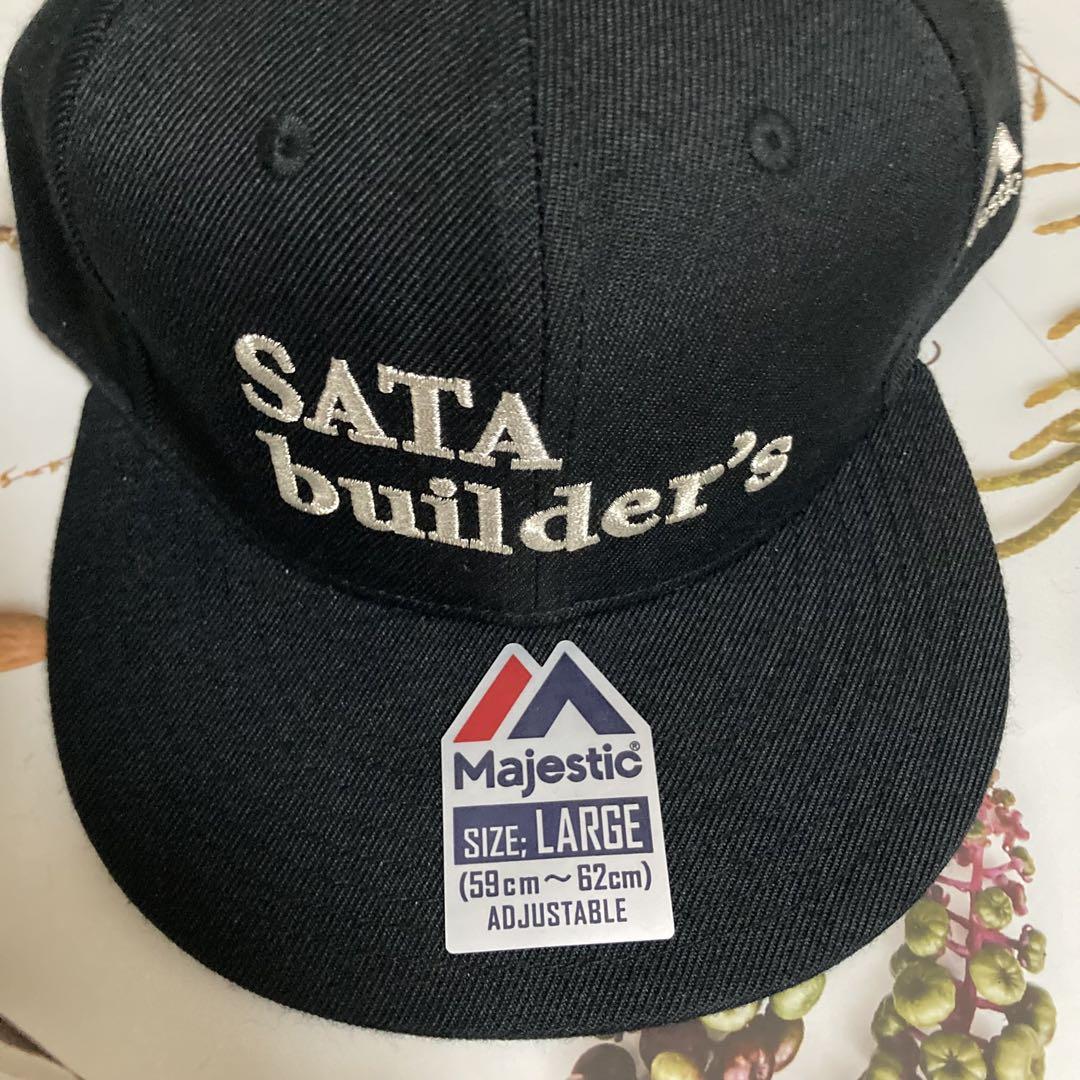 SATA
builder's
Majestic®
SIZE; LARGE
(59cm～62cm)
ADJUSTABLE